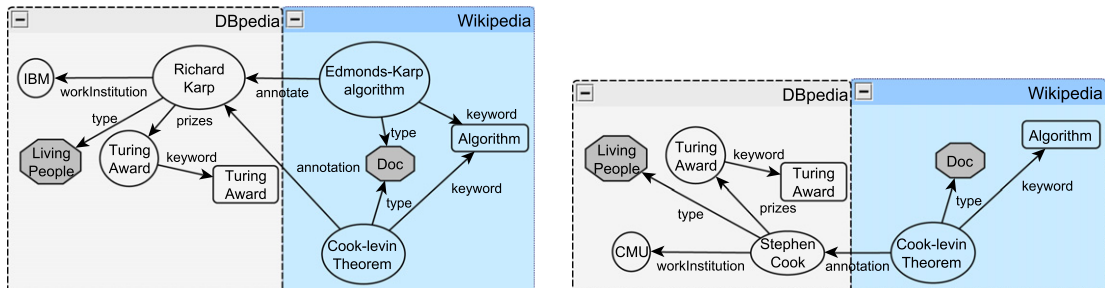 DBpedia
Wikipedia
IBM
Richard
Karp
Edmonds-Karp
algorithm
workInstitution
annotate
type
prizes
keyword
type
Living
People
Turing
Award
keyword
Turing
Award
annotation
Doc
Algorithm
keyword
type
Cook-levin
Theorem
DBpedia
Wikipedia
Living
People
Turing
Award
keyword
Turing
Award
Doc
Algorithm
type
prizes
type
keyword
CMU
workInstitution
Stephen
Cook
annotation
Cook-levin
Theorem